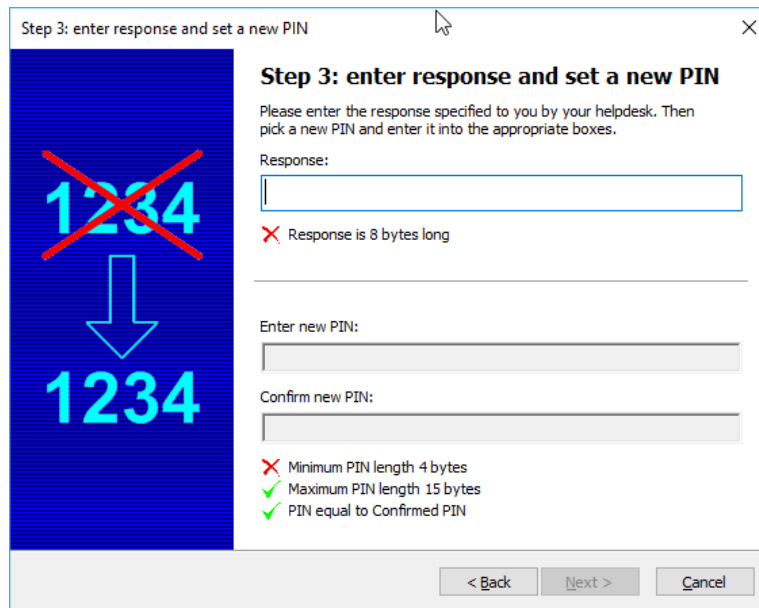 Step 3: enter response and set a new PIN
Step 3: enter response and set a new PIN
Please enter the response specified to you by your helpdesk. Then
pick a new PIN and enter it into the appropriate boxes.
Response:
1234
Response is 8 bytes long
Enter new PIN:
1234
Confirm new PIN:
Minimum PIN length 4 bytes
Maximum PIN length 15 bytes
PIN equal to Confirmed PIN
< Back
Next >
Cancel